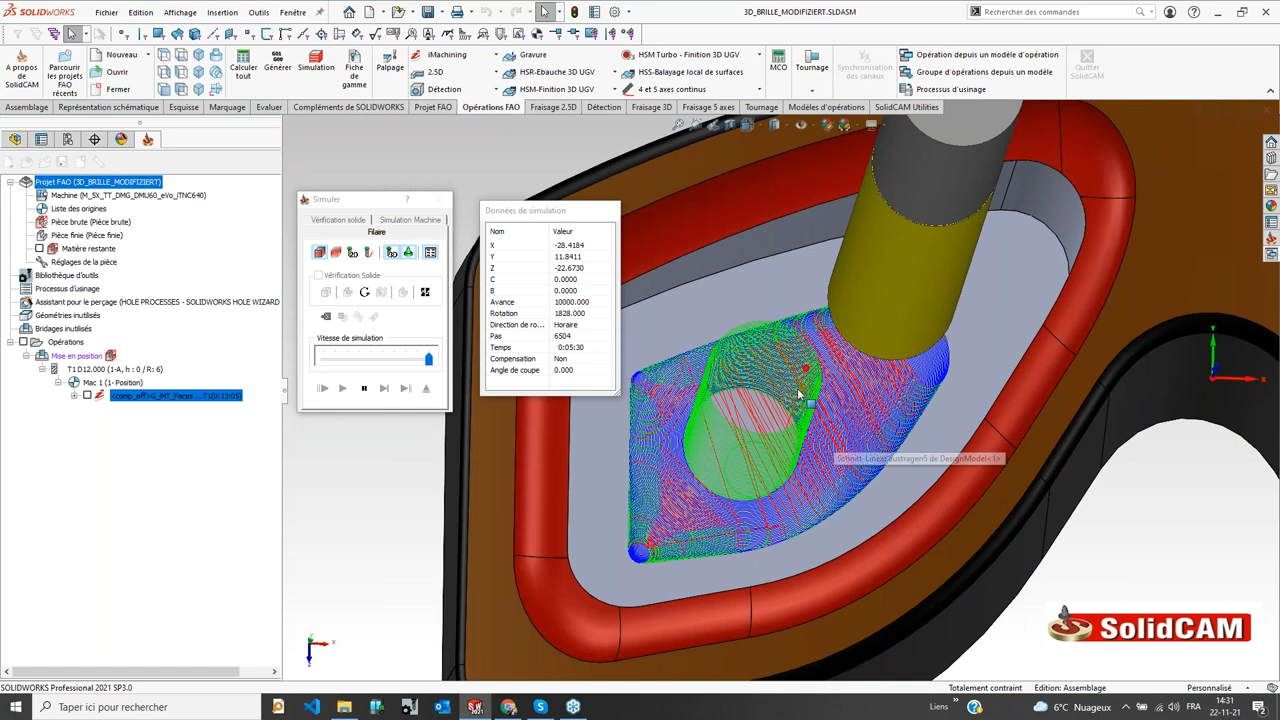 SOLIDWORKS
Fichier
Edition
Affichage
Insertion
Outils
Fenêtre
3D_BRILLE_MODIFIZIERT.SLDASM
Rechercher des commandes
A propos de SolidCAM
Parcourir les projets FAO récents
Nouveau
Ouvrir
Fermer
Calculer tout
G01 G001
Générer
Simulation
Fiche de gamme
Palpage
iMachining
2.5D
Détection
Gravure
HSR-Ebauche 3D UGV
HSM-Finition 3D UGV
HSM Turbo - Finition 3D UGV
HSS-Balayage local de surfaces
4 et 5 axes continus
MCO
Tournage
Synchronisation des canaux
Opération depuis un modèle d'opération
Groupe d'opérations depuis un modèle
Processus d'usinage
Quitter SolidCAM
Assemblage
Représentation schématique
Esquisse
Marquage
Evaluer
Compléments de SOLIDWORKS
Projet FAO
Opérations FAO
Fraisage 2.5D
Détection
Fraisage 3D
Fraisage 5 axes
Tournage
Modèles d'opérations
SolidCAM Utilities
Projet FAO (3D_BRILLE_MODIFIZIERT)
Machine (M_5X_TT_DMG_DMU60_eVo_iTNC640)
Liste des origines
Pièce brute (Pièce brute)
Pièce finie (Pièce finie)
Matière restante
Réglages de la pièce
Bibliothèque d'outils
Processus d'usinage
Assistant pour le perçage (HOLE PROCESSES - SOLIDWORKS HOLE WIZARD
Géométries inutilisés
Bridages inutilisés
Opérations
Mise en position
T1 D12.000 (1-A, h : 0 / R: 6)
Mac 1 (1- Position)
<comp_off>G_iMT_Faces ...T1(0:13:05)
Simuler
?
Vérification solide
Simulation Machine
Filaire
Vérification Solide
Vitesse de simulation
Données de simulation
Nom Valeur
X -28.4184
Y 11.8411
Z -22.6730
C 0.0000
B 0.0000
Avance 10000.000
Rotation 1828.000
Direction de ro... Horaire
Pas 6504
Temps 0:05:30
Compensation Non
Angle de coupe 0.000
SolidCAM
SOLIDWORKS Professional 2021 SP3.0
Totalement contraint
Edition: Assemblage
Personnalisé
Taper ici pour rechercher
Liens
6°C Nuageux
FRA
14:31
22-11-21